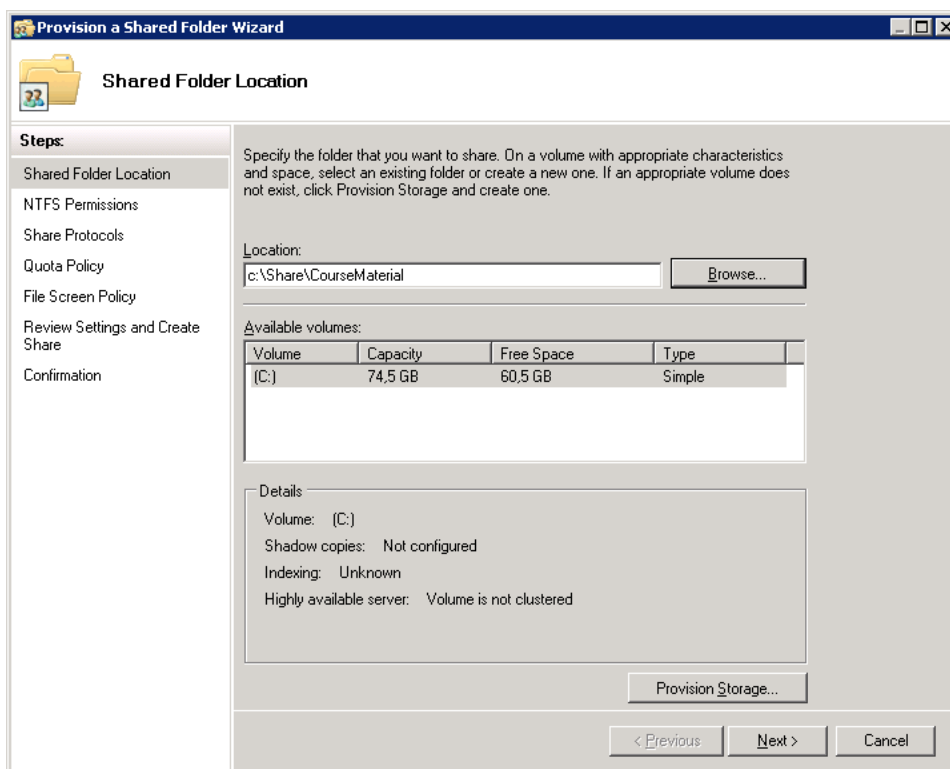 Provision a Shared Folder Wizard
Shared Folder Location
Steps:
Shared Folder Location
NTFS Permissions
Share Protocols
Quota Policy
File Screen Policy
Review Settings and Create
Share
Confirmation
Specify the folder that you want to share. On a volume with appropriate characteristics
and space, select an existing folder or create a new one. If an appropriate volume does
not exist, click Provision Storage and create one.
Location:
c:\Share\CourseMaterial
Browse...
Available volumes:
Volume Capacity Free Space Type
(C:) 74,5 GB 60,5 GB Simple
Details
Volume: (C:)
Shadow copies: Not configured
Indexing: Unknown
Highly available server: Volume is not clustered
Provision Storage...
< Previous Next > Cancel